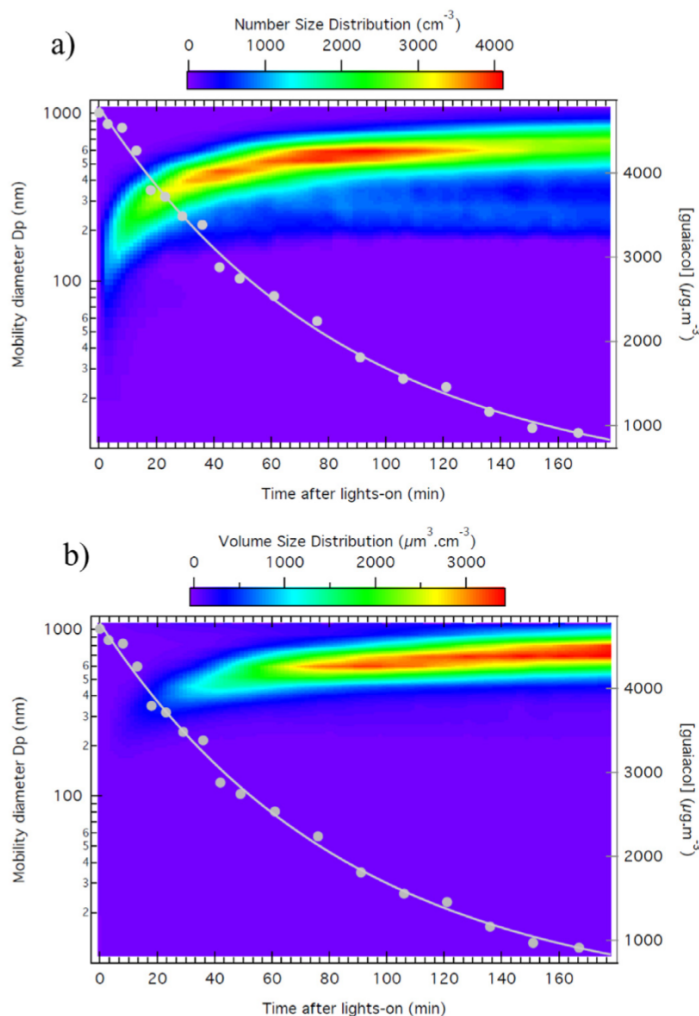 a)
Number Size Distribution (cm⁻³)
0 1000 2000 3000 4000
1000
6
4
3
2
100
6
5
4
3
2
Mobility diameter Dp (nm)
4000
3000
2000
1000
[guaiacol] (µg.m⁻³)
0 20 40 60 80 100 120 140 160
Time after lights-on (min)
b)
Volume Size Distribution (µm³.cm⁻³)
0 1000 2000 3000
1000
6
5
4
3
2
100
6
5
4
3
2
Mobility diameter Dp (nm)
4000
3000
2000
1000
[guaiacol] (µg.m⁻³)
0 20 40 60 80 100 120 140 160
Time after lights-on (min)